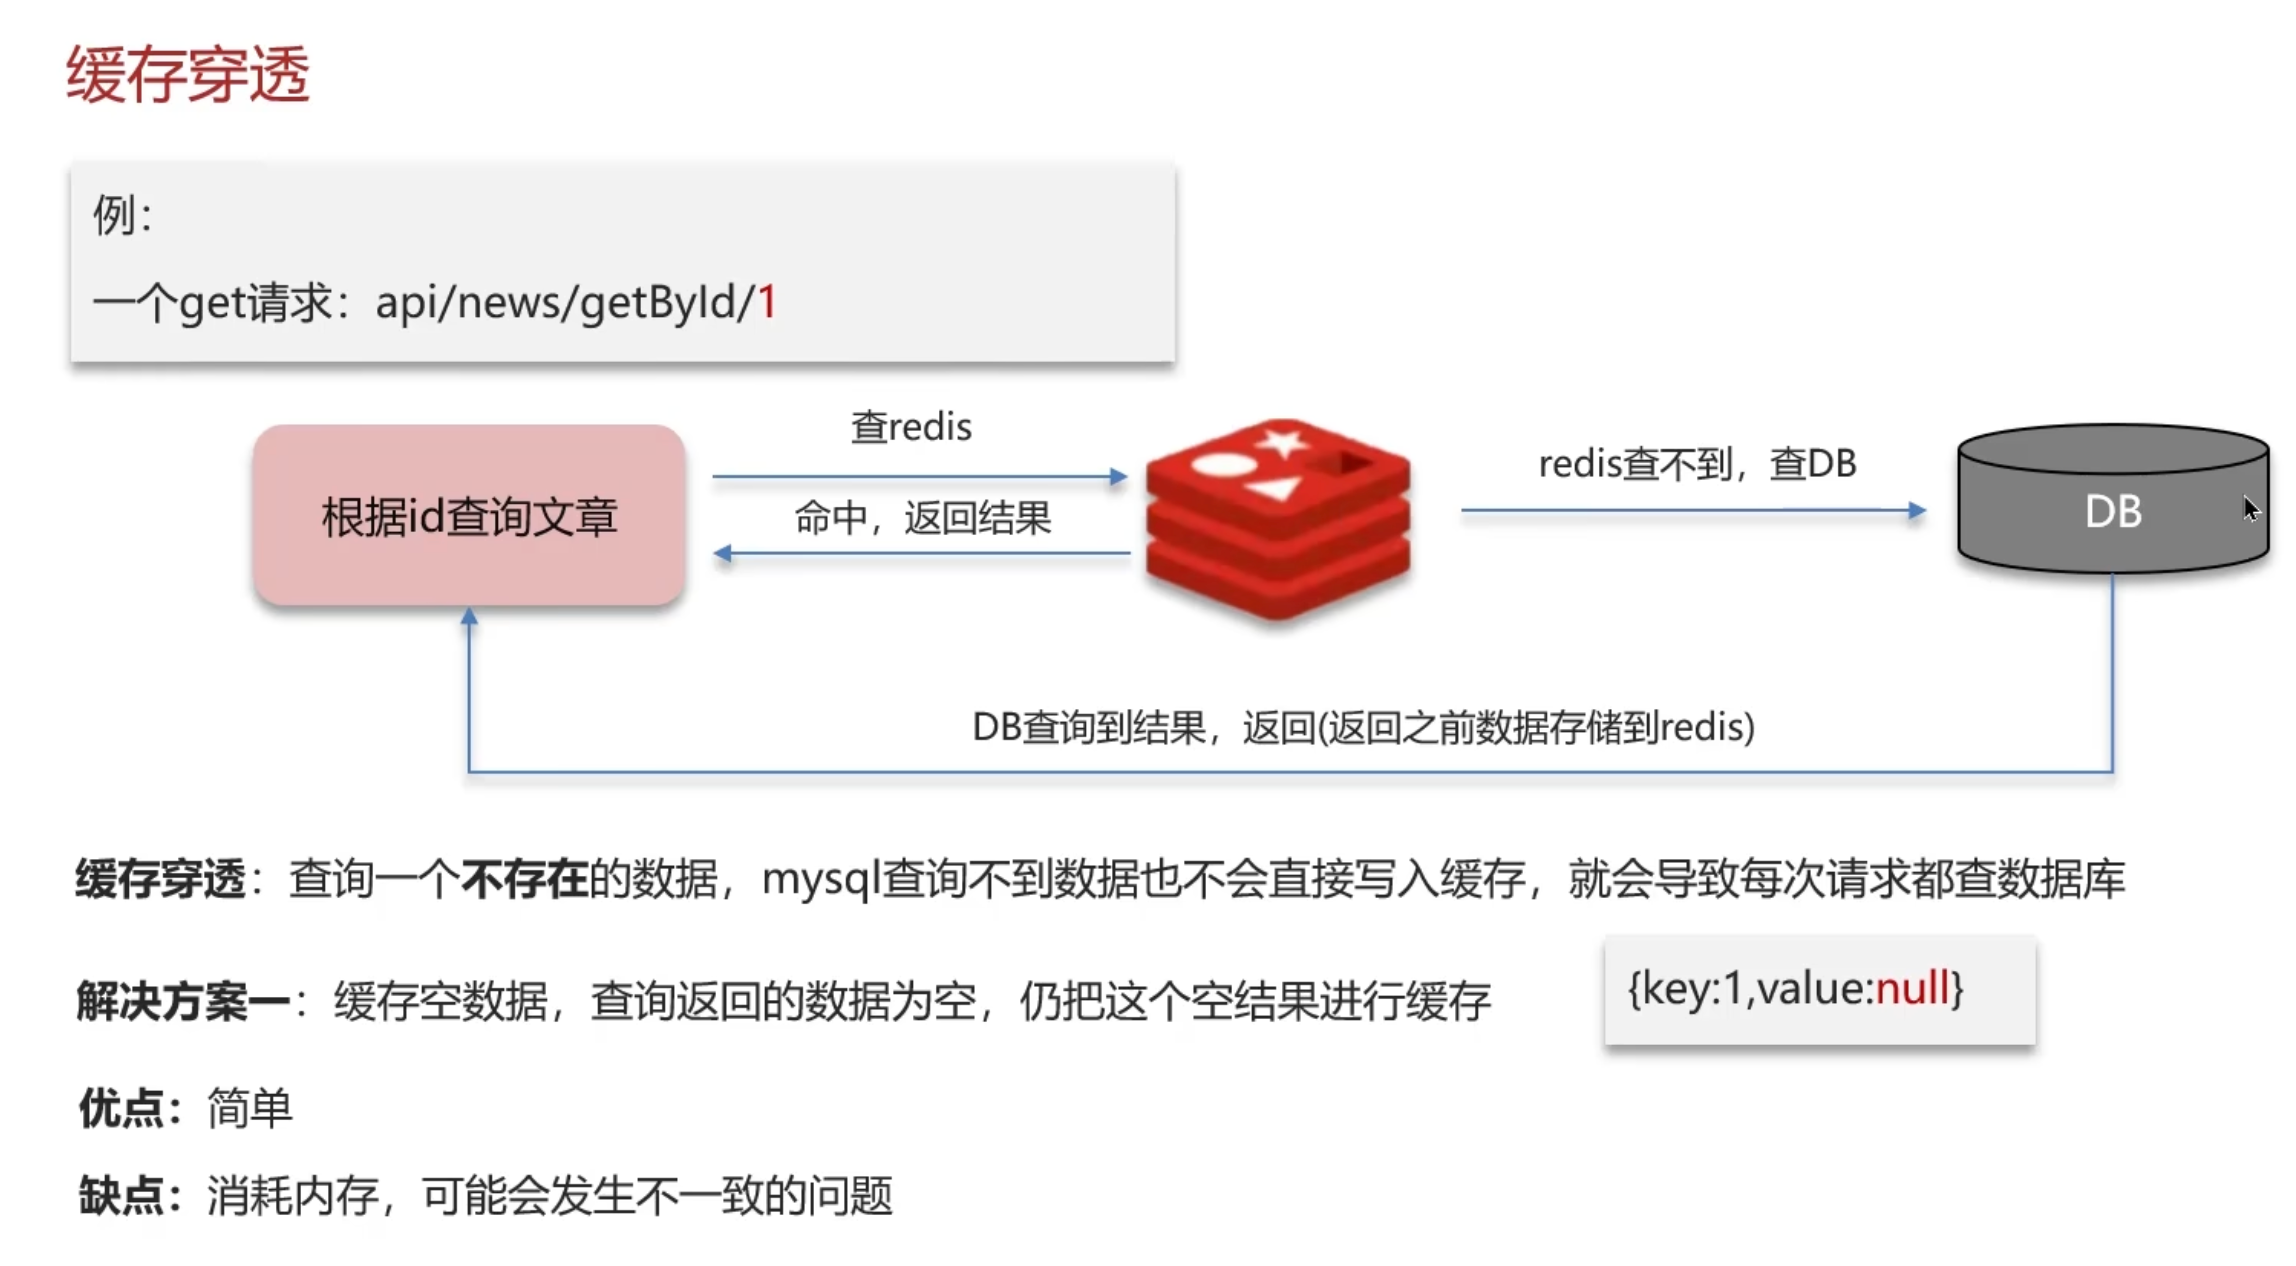 缓存穿透
例：
一个get请求：api/news/getById/1
查redis
根据id查询文章
命中，返回结果
redis查不到，查DB
DB
DB查询到结果，返回(返回之前数据存储到redis)
缓存穿透：查询一个不存在的数据，mysql查询不到数据也不会直接写入缓存，就会导致每次请求都查数据库
解决方案一：缓存空数据，查询返回的数据为空，仍把这个空结果进行缓存
{key:1,value:null}
优点：简单
缺点：消耗内存，可能会发生不一致的问题